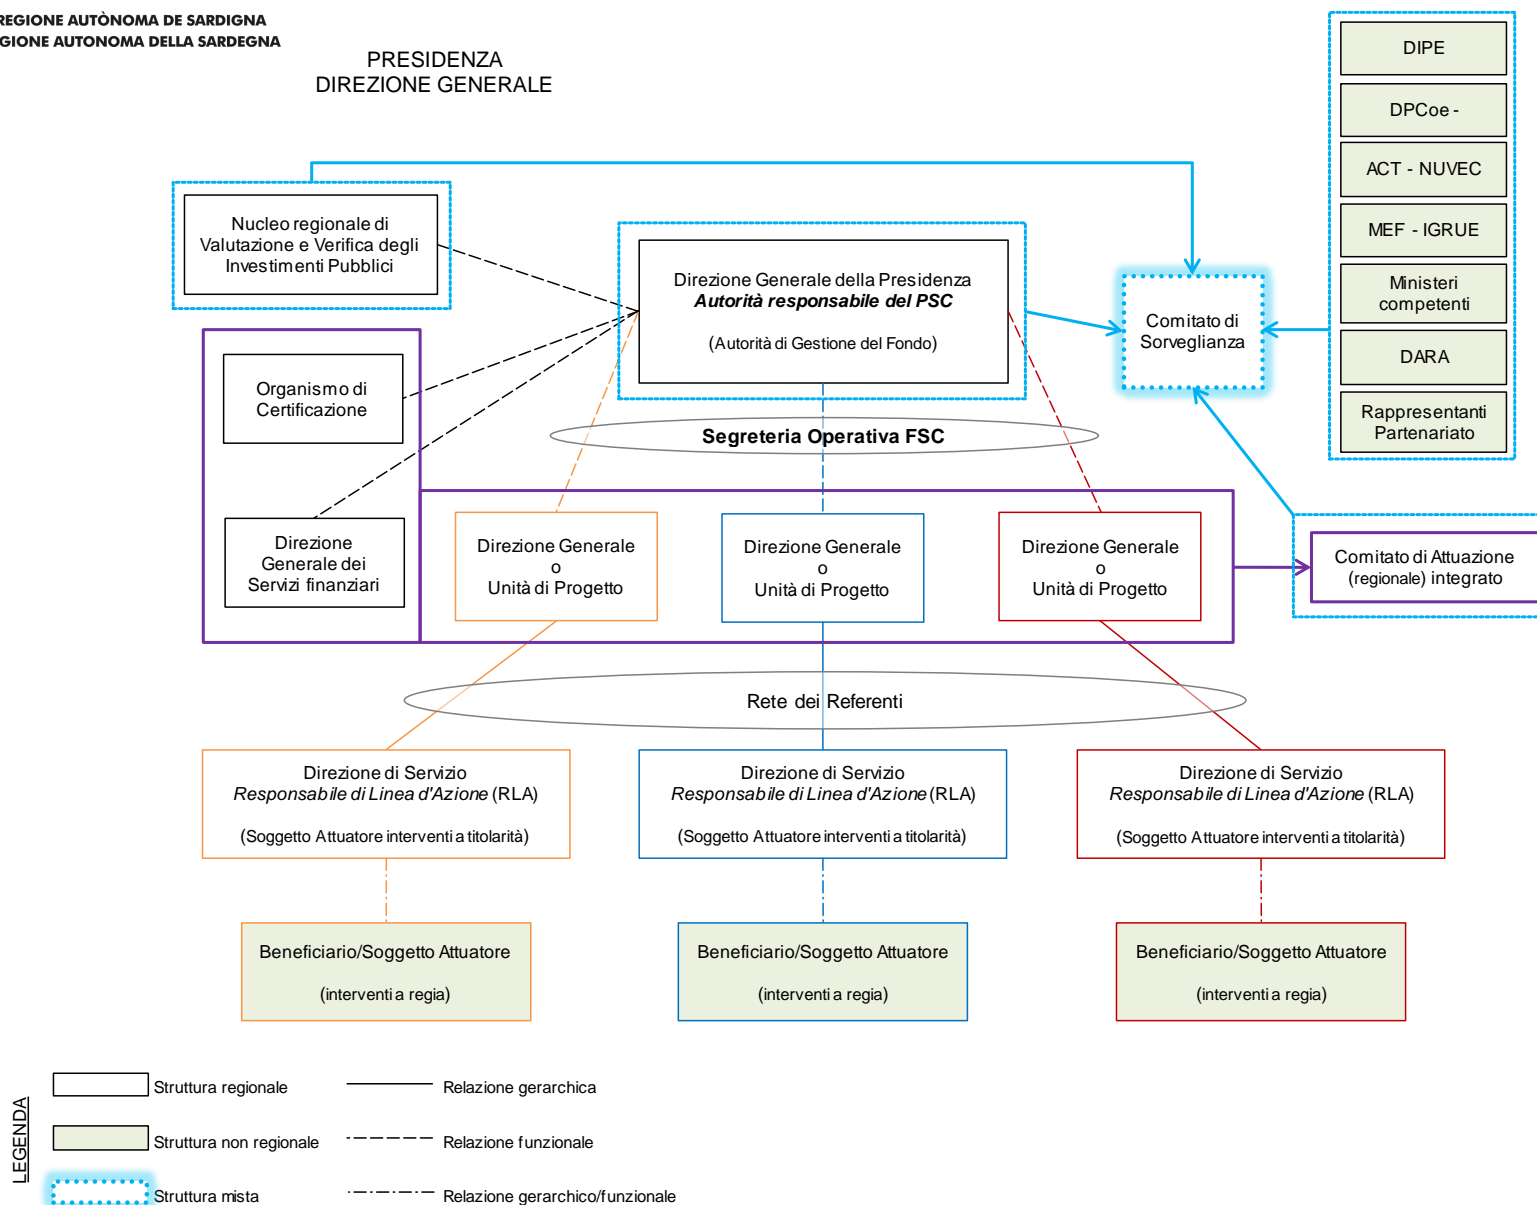 REGIONE AUTÒNOMA DE SARDIGNA
GIONE AUTONOMA DELLA SARDEGNA
PRESIDENZA
DIREZIONE GENERALE
DIPE
DPCoe -
ACT - NUVEC
MEF - IGRUE
Ministeri
competenti
DARA
Rappresentanti
Partenariato
Nucleo regionale di
Valutazione e Verifica degli
Investimenti Pubblici
Direzione Generale della Presidenza
Autorità responsabile del PSC
(Autorità di Gestione del Fondo)
Comitato di
Sorveglianza
Organismo di
Certificazione
Segreteria Operativa FSC
Direzione
Generale dei
Servizi finanziari
Direzione Generale
o
Unità di Progetto
Direzione Generale
o
Unità di Progetto
Direzione Generale
o
Unità di Progetto
Comitato di Attuazione
(regionale) integrato
Rete dei Referenti
Direzione di Servizio
Responsabile di Linea d'Azione (RLA)
(Soggetto Attuatore interventi a titolarità)
Direzione di Servizio
Responsabile di Linea d'Azione (RLA)
(Soggetto Attuatore interventi a titolarità)
Direzione di Servizio
Responsabile di Linea d'Azione (RLA)
(Soggetto Attuatore interventi a titolarità)
Beneficiario/Soggetto Attuatore
(interventi a regia)
Beneficiario/Soggetto Attuatore
(interventi a regia)
Beneficiario/Soggetto Attuatore
(interventi a regia)
LEGENDA
Struttura regionale
Relazione gerarchica
Struttura non regionale
Relazione funzionale
Struttura mista
Relazione gerarchico/funzionale